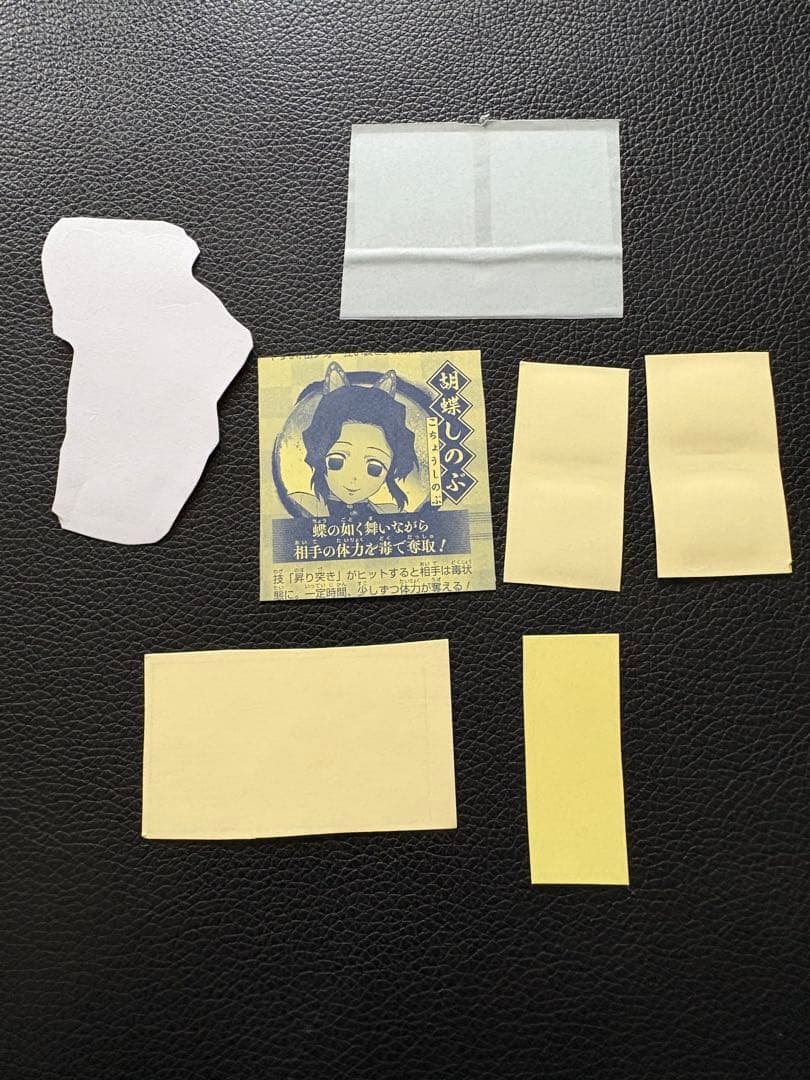 胡蝶しのぶ
こちょうしのぶ
蝶の如く舞いながら
相手の体力を毒で奪取！
技「昇り突き」がヒットすると相手は毒状
態に。一定時間、少しずつ体力が奪える！